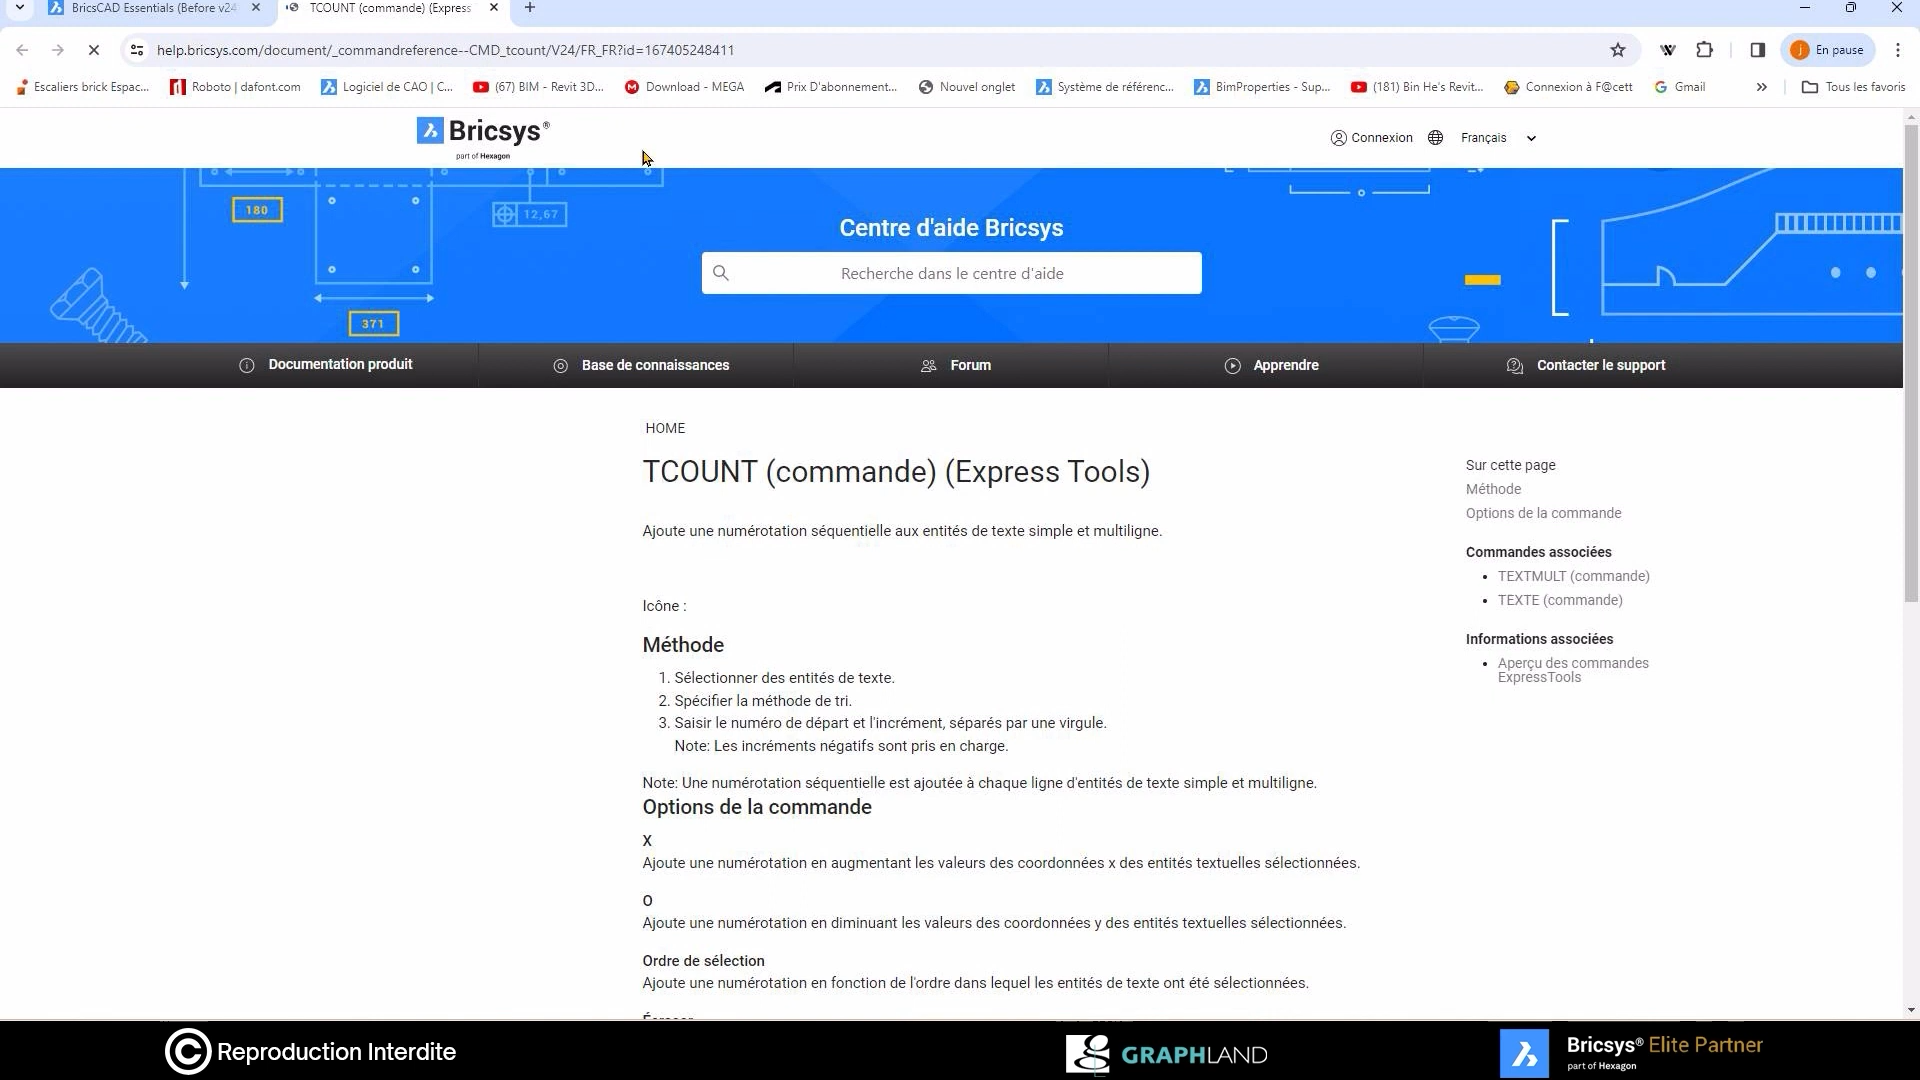 BricsCAD Essentials (Before v24
TCOUNT (commande) (Express
help.bricsys.com/document/_commandreference--CMD_tcount/V24/FR_FR?id=167405248411
En pause
Escaliers brick Espac...
Roboto | dafont.com
Logiciel de CAO | C...
(67) BIM - Revit 3D...
Download - MEGA
Prix D'abonnement...
Nouvel onglet
Système de référenc...
BimProperties - Sup...
(181) Bin He's Revit...
Connexion à F@cett
Gmail
Tous les favoris
Bricsys®
part of Hexagon
Connexion
Français
180
12,67
371
Centre d'aide Bricsys
Recherche dans le centre d'aide
Documentation produit
Base de connaissances
Forum
Apprendre
Contacter le support
HOME
TCOUNT (commande) (Express Tools)
Ajoute une numérotation séquentielle aux entités de texte simple et multiligne.
Icône :
Méthode
1. Sélectionner des entités de texte.
2. Spécifier la méthode de tri.
3. Saisir le numéro de départ et l'incrément, séparés par une virgule.
Note: Les incréments négatifs sont pris en charge.
Note: Une numérotation séquentielle est ajoutée à chaque ligne d'entités de texte simple et multiligne.
Options de la commande
X
Ajoute une numérotation en augmentant les valeurs des coordonnées x des entités textuelles sélectionnées.
O
Ajoute une numérotation en diminuant les valeurs des coordonnées y des entités textuelles sélectionnées.
Ordre de sélection
Ajoute une numérotation en fonction de l'ordre dans lequel les entités de texte ont été sélectionnées.
Sur cette page
Méthode
Options de la commande
Commandes associées
• TEXTMULT (commande)
• TEXTE (commande)
Informations associées
• Aperçu des commandes
ExpressTools
© Reproduction Interdite
GRAPHLAND
Bricsys® Elite Partner
part of Hexagon